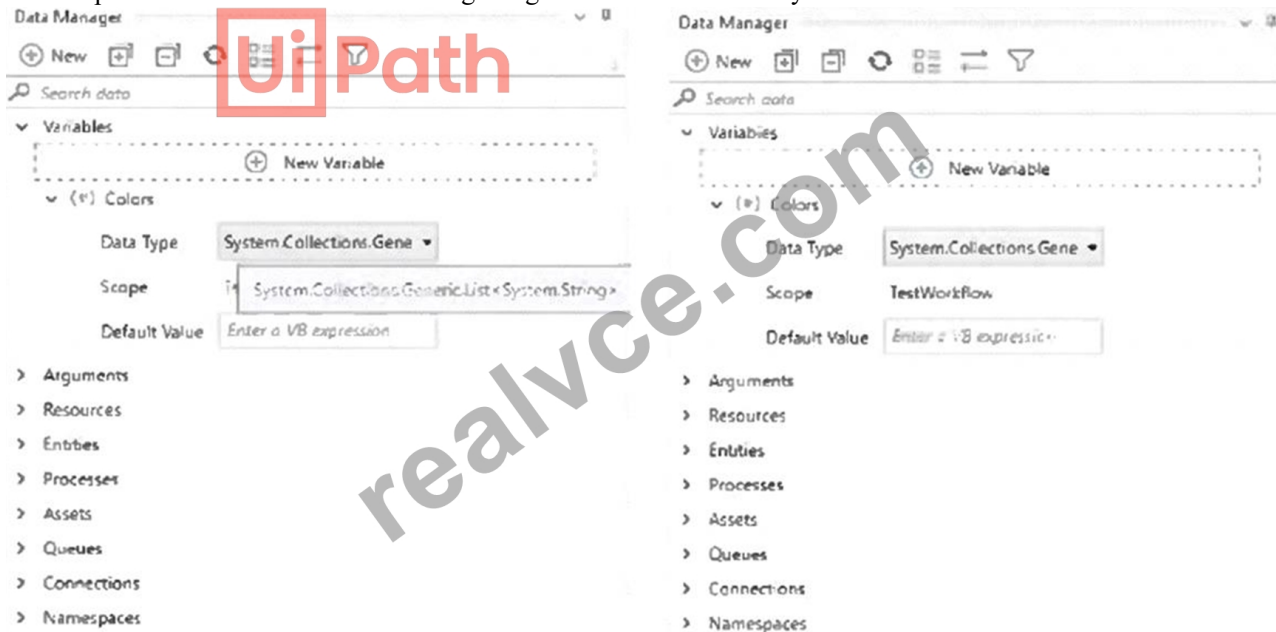 Data Manager
New
Search data
Variables
New Variable
Colors
Data Type System.Collections.Gene
Scope
System.Collections.Generic.List<System.String>
Default Value Enter a VB expression
Arguments
Resources
Entities
Processes
Assets
Queues
Connections
Namespaces
UiPath
Data Manager
New
Search data
Variables
New Variable
Colors
Data Type System.Collections.Gene
Scope TestWorkflow
Default Value Enter a VB expression
Arguments
Resources
Entities
Processes
Assets
Queues
Connections
Namespaces
realvce.com